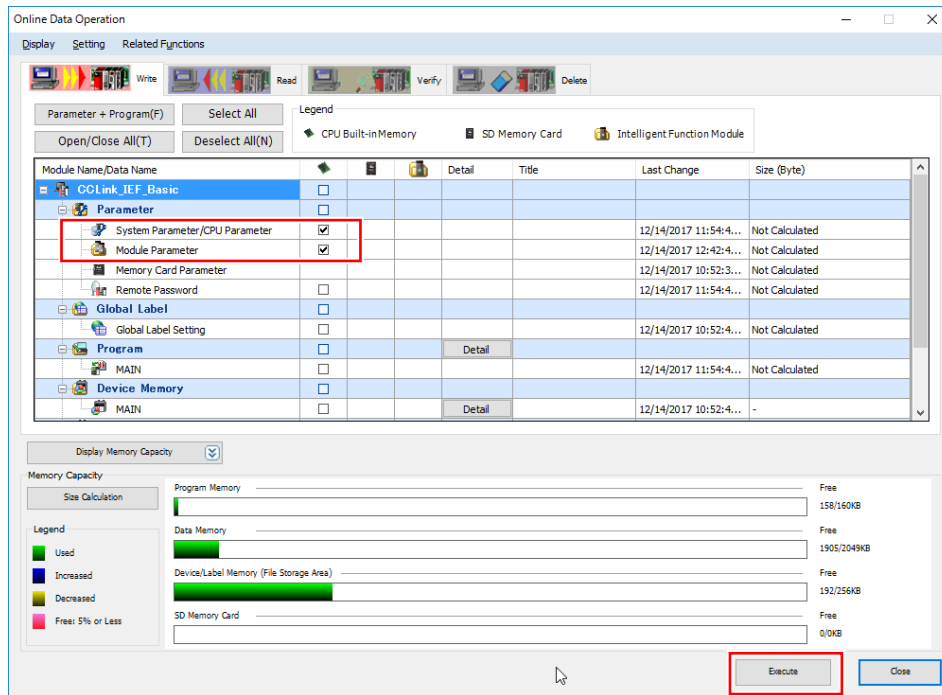 Online Data Operation
Display Setting Related Functions
Write Read Verify Delete
Parameter + Program(F) Select All Legend
Open/Close All(T) Deselect All(N) CPU Built-in Memory SD Memory Card Intelligent Function Module
Module Name/Data Name Detail Title Last Change Size (Byte)
CCLink_IEF_Basic
Parameter
System Parameter/CPU Parameter 12/14/2017 11:54:4... Not Calculated
Module Parameter 12/14/2017 12:42:4... Not Calculated
Memory Card Parameter 12/14/2017 10:52:3... Not Calculated
Remote Password 12/14/2017 11:54:4... Not Calculated
Global Label
Global Label Setting 12/14/2017 10:52:4... Not Calculated
Program Detail
MAIN 12/14/2017 11:54:4... Not Calculated
Device Memory
MAIN Detail 12/14/2017 10:52:4... -
Display Memory Capacity
Memory Capacity
Size Calculation
Program Memory Free
158/160KB
Legend
Used
Increased
Decreased
Free: 5% or Less
Data Memory Free
1905/2049KB
Device/Label Memory (File Storage Area) Free
192/256KB
SD Memory Card Free
0/0KB
Execute Close